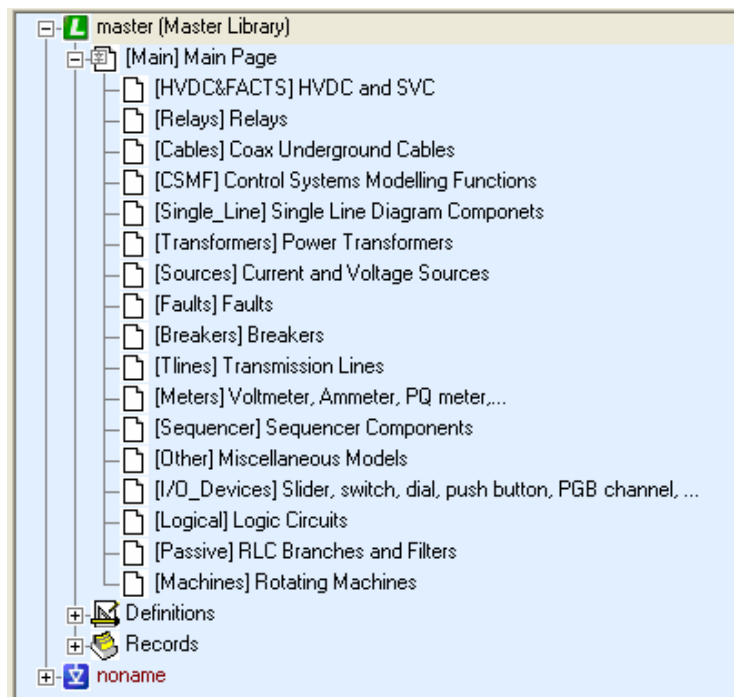 master (Master Library)
[Main] Main Page
[HVDC&FACTS] HVDC and SVC
[Relays] Relays
[Cables] Coax Underground Cables
[CSMF] Control Systems Modelling Functions
[Single_Line] Single Line Diagram Componets
[Transformers] Power Transformers
[Sources] Current and Voltage Sources
[Faults] Faults
[Breakers] Breakers
[Tlines] Transmission Lines
[Meters] Voltmeter, Ammeter, PQ meter,...
[Sequencer] Sequencer Components
[Other] Miscellaneous Models
[I/O_Devices] Slider, switch, dial, push button, PGB channel, ...
[Logical] Logic Circuits
[Passive] RLC Branches and Filters
[Machines] Rotating Machines
Definitions
Records
noname